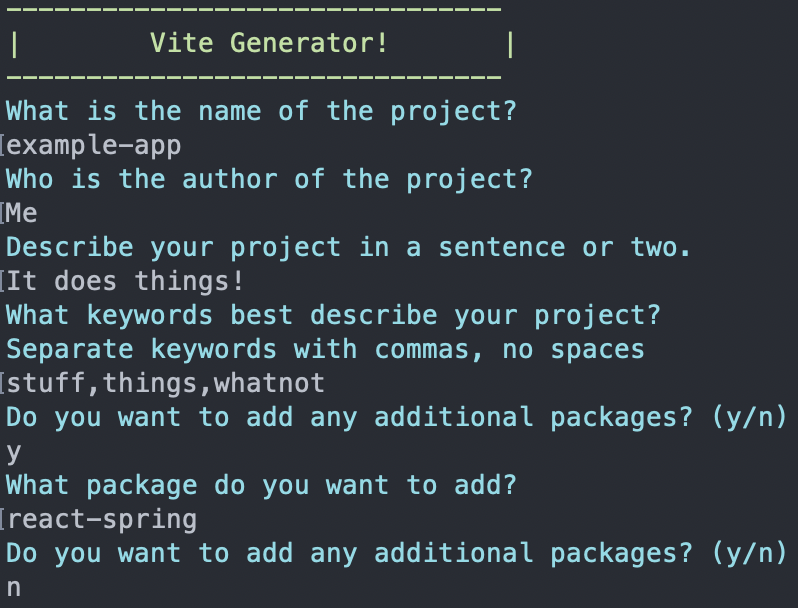 -------------------------------
|        Vite Generator!       |
-------------------------------
What is the name of the project?
example-app
Who is the author of the project?
Me
Describe your project in a sentence or two.
It does things!
What keywords best describe your project?
Separate keywords with commas, no spaces
stuff,things,whatnot
Do you want to add any additional packages? (y/n)
y
What package do you want to add?
react-spring
Do you want to add any additional packages? (y/n)
n